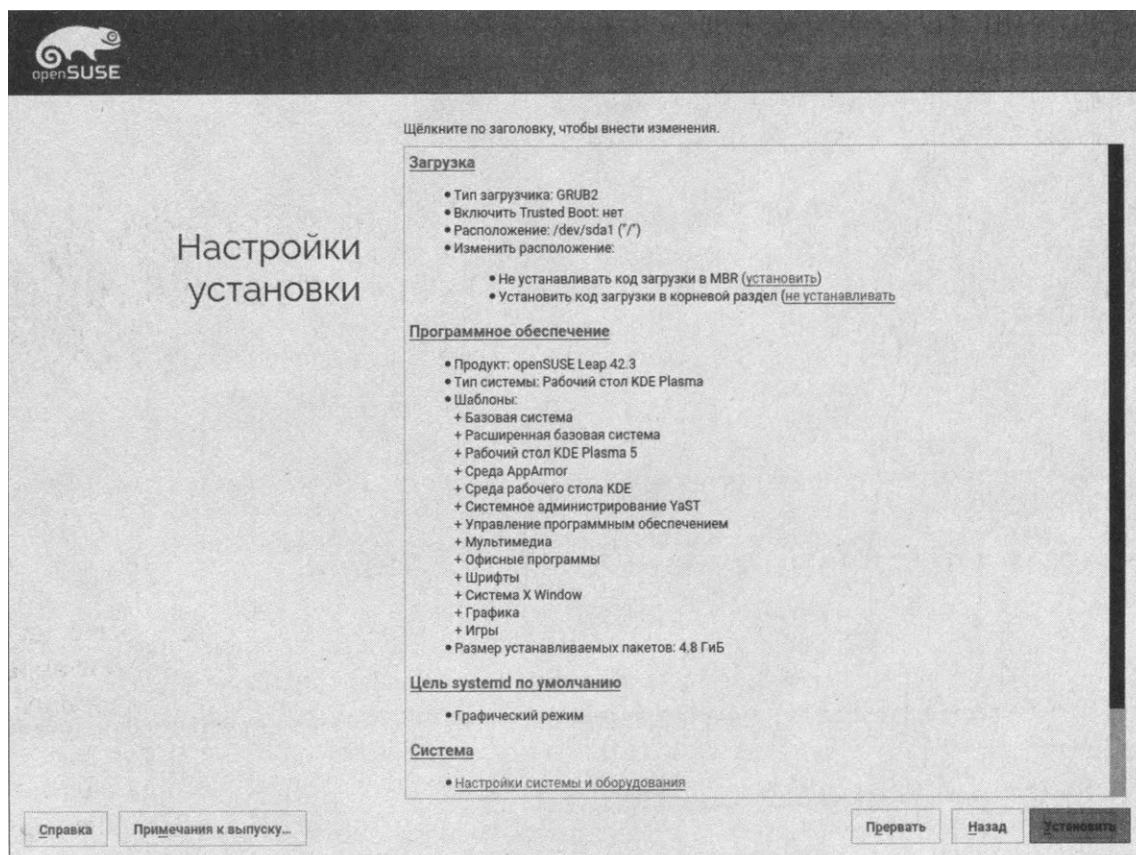 openSUSE
Щёлкните по заголовку, чтобы внести изменения.
Настройки
установки
Загрузка
● Тип загрузчика: GRUB2
● Включить Trusted Boot: нет
● Расположение: /dev/sda1 ("/")
● Изменить расположение:
● Не устанавливать код загрузки в MBR (установить)
● Установить код загрузки в корневой раздел (не устанавливать
Программное обеспечение
● Продукт: openSUSE Leap 42.3
● Тип системы: Рабочий стол KDE Plasma
● Шаблоны:
+ Базовая система
+ Расширенная базовая система
+ Рабочий стол KDE Plasma 5
+ Среда AppArmor
+ Среда рабочего стола KDE
+ Системное администрирование YaST
+ Управление программным обеспечением
+ Мультимедиа
+ Офисные программы
+ Шрифты
+ Система X Window
+ Графика
+ Игры
● Размер устанавливаемых пакетов: 4.8 ГиБ
Цель systemd по умолчанию
● Графический режим
Система
● Настройки системы и оборудования
Справка
Примечания к выпуску...
Прервать
Назад
Установить